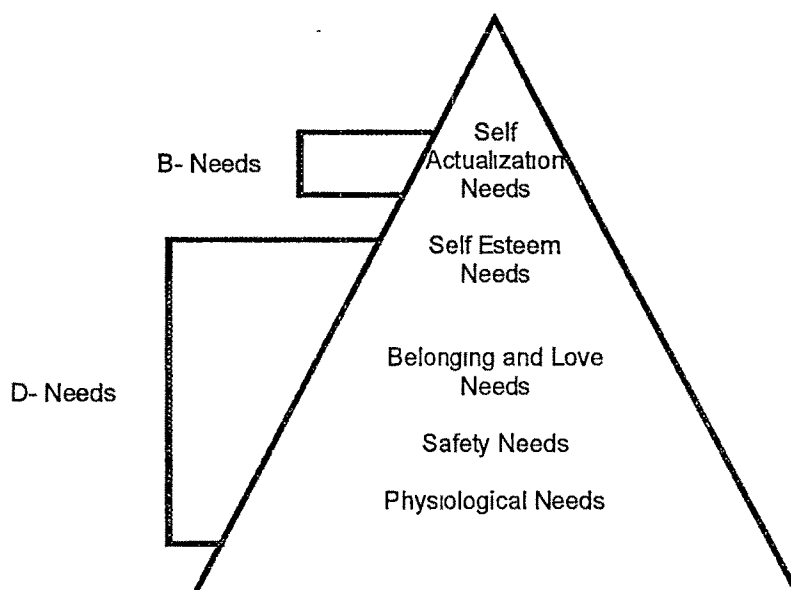 Self
Actualization
Needs
B- Needs
Self Esteem
Needs
Belonging and Love
Needs
D- Needs
Safety Needs
Physiological Needs